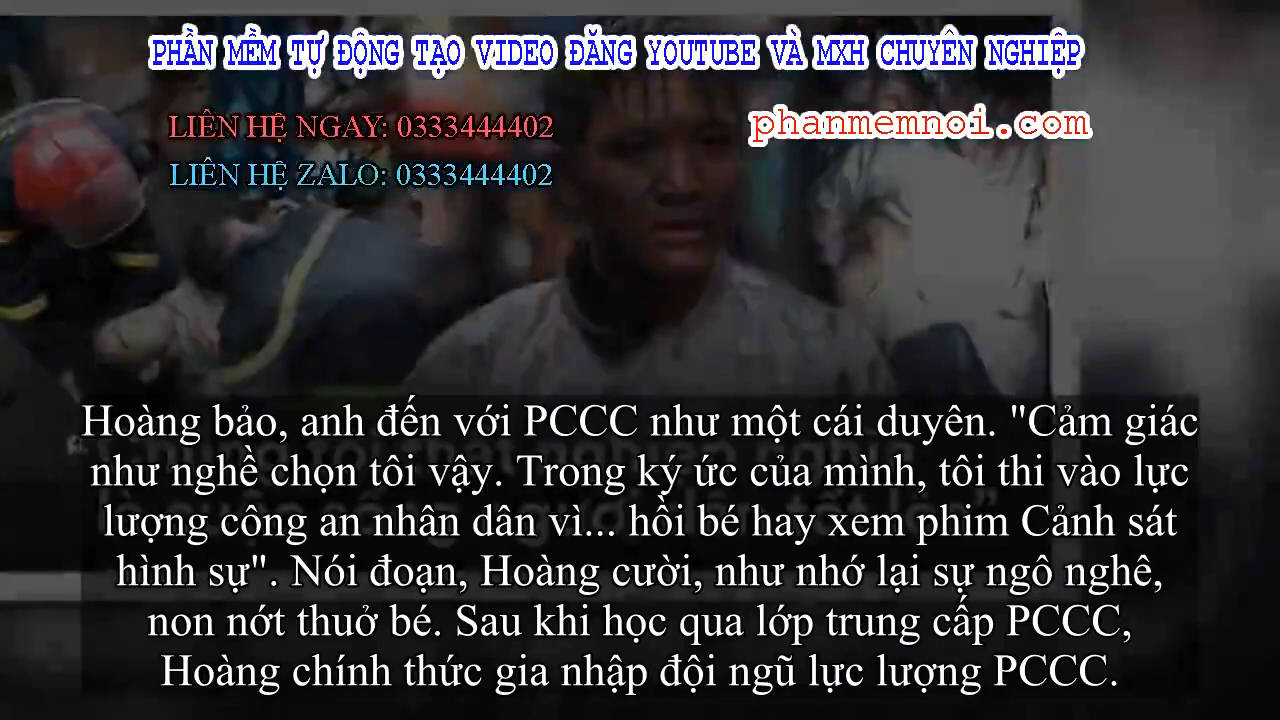 PHẦN MỀM TỰ ĐỘNG TẠO VIDEO ĐĂNG YOUTUBE VÀ MXH CHUYÊN NGHIỆP
LIÊN HỆ NGAY: 0333444402
phanmemnoi.com
LIÊN HỆ ZALO: 0333444402
Hoàng bảo, anh đến với PCCC như một cái duyên. "Cảm giác
như nghề chọn tôi vậy. Trong ký ức của mình, tôi thi vào lực
lượng công an nhân dân vì... hồi bé hay xem phim Cảnh sát
hình sự". Nói đoạn, Hoàng cười, như nhớ lại sự ngô nghê,
non nớt thuở bé. Sau khi học qua lớp trung cấp PCCC,
Hoàng chính thức gia nhập đội ngũ lực lượng PCCC.